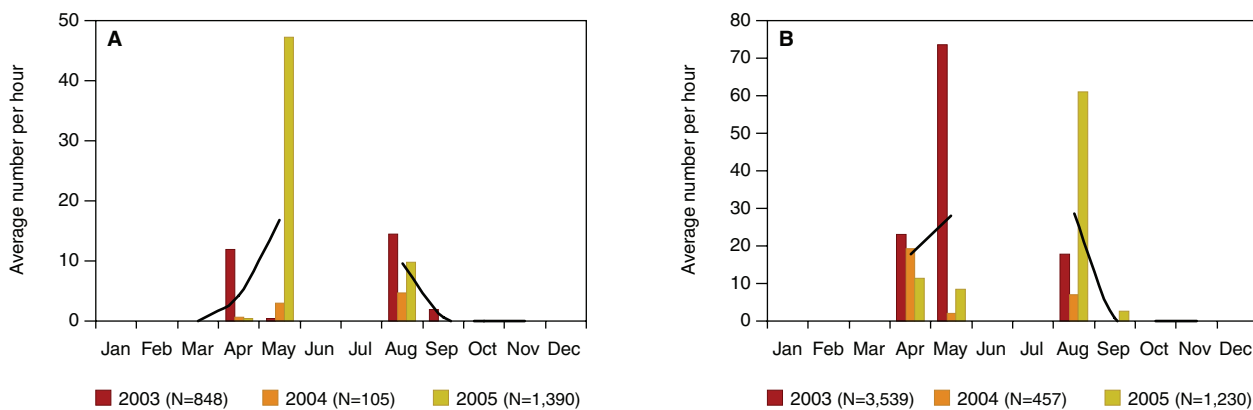 A
Average number per hour
50
40
30
20
10
0
Jan Feb Mar Apr May Jun Jul Aug Sep Oct Nov Dec
2003 (N=848) 2004 (N=105) 2005 (N=1,390)
B
Average number per hour
80
70
60
50
40
30
20
10
0
Jan Feb Mar Apr May Jun Jul Aug Sep Oct Nov Dec
2003 (N=3,539) 2004 (N=457) 2005 (N=1,230)